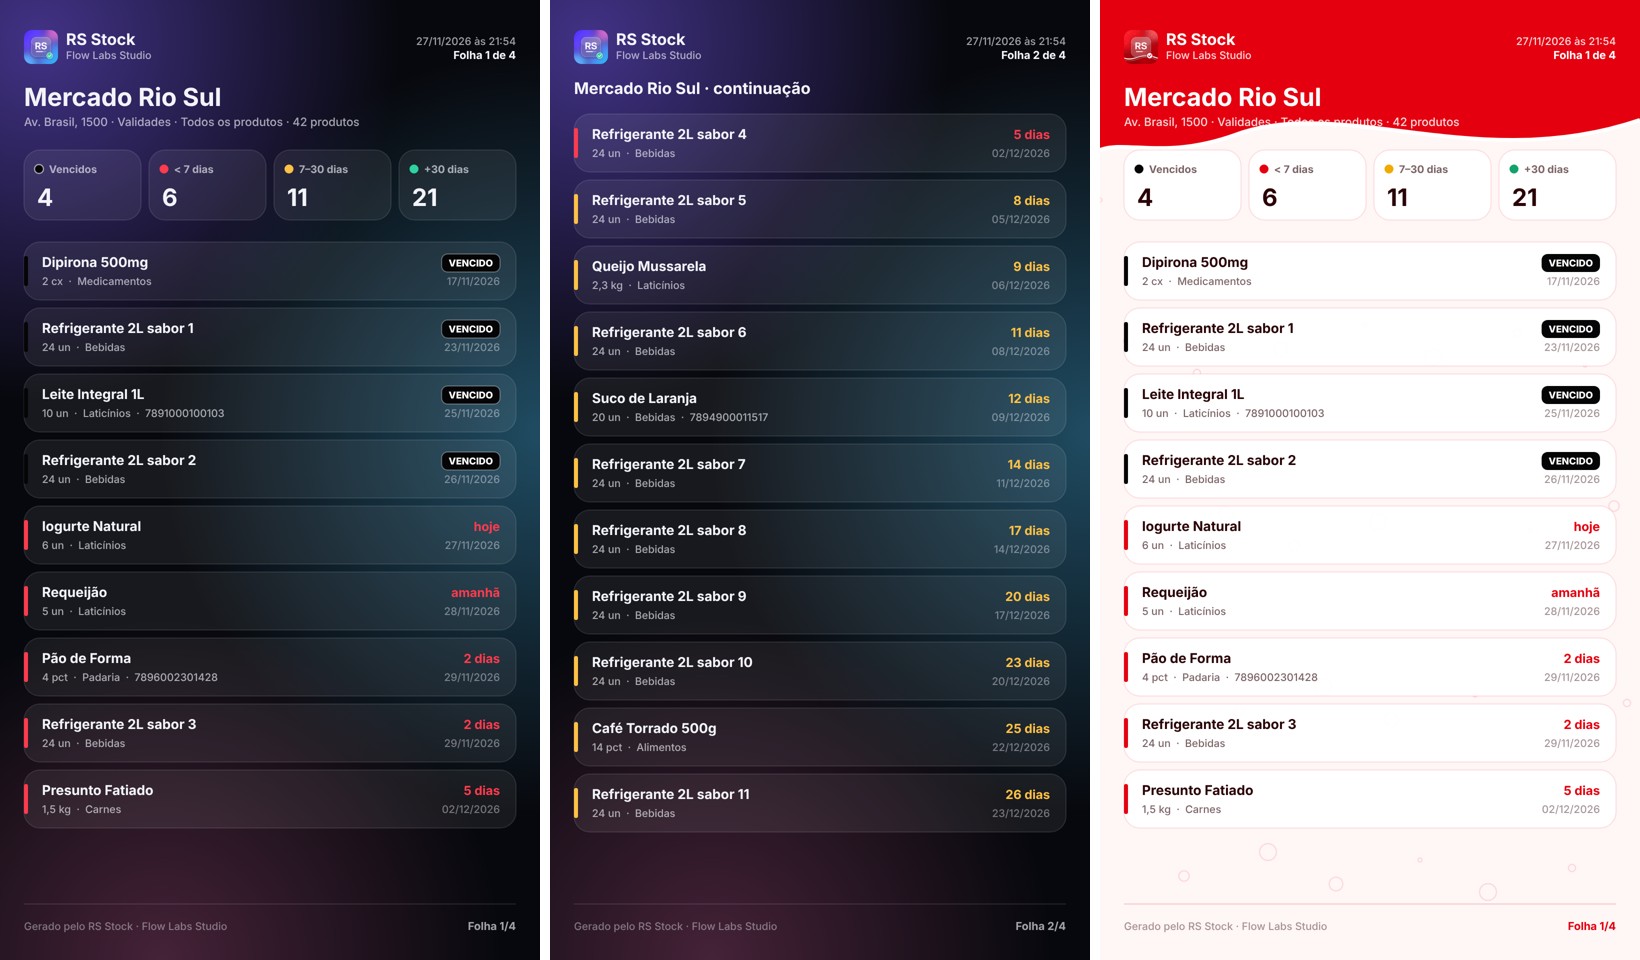 RS
RS Stock
Flow Labs Studio
27/11/2026 às 21:54
Folha 1 de 4
Mercado Rio Sul
Av. Brasil, 1500 · Validades · Todos os produtos · 42 produtos
Vencidos
4
< 7 dias
6
7–30 dias
11
+30 dias
21
Dipirona 500mg
VENCIDO
2 cx · Medicamentos
17/11/2026
Refrigerante 2L sabor 1
VENCIDO
24 un · Bebidas
23/11/2026
Leite Integral 1L
VENCIDO
10 un · Laticínios · 7891000100103
25/11/2026
Refrigerante 2L sabor 2
VENCIDO
24 un · Bebidas
26/11/2026
Iogurte Natural
hoje
6 un · Laticínios
27/11/2026
Requeijão
amanhã
5 un · Laticínios
28/11/2026
Pão de Forma
2 dias
4 pct · Padaria · 7896002301428
29/11/2026
Refrigerante 2L sabor 3
2 dias
24 un · Bebidas
29/11/2026
Presunto Fatiado
5 dias
1,5 kg · Carnes
02/12/2026
Gerado pelo RS Stock · Flow Labs Studio
Folha 1/4
RS
RS Stock
Flow Labs Studio
27/11/2026 às 21:54
Folha 2 de 4
Mercado Rio Sul · continuação
Refrigerante 2L sabor 4
5 dias
24 un · Bebidas
02/12/2026
Refrigerante 2L sabor 5
8 dias
24 un · Bebidas
05/12/2026
Queijo Mussarela
9 dias
2,3 kg · Laticínios
06/12/2026
Refrigerante 2L sabor 6
11 dias
24 un · Bebidas
08/12/2026
Suco de Laranja
12 dias
20 un · Bebidas · 7894900011517
09/12/2026
Refrigerante 2L sabor 7
14 dias
24 un · Bebidas
11/12/2026
Refrigerante 2L sabor 8
17 dias
24 un · Bebidas
14/12/2026
Refrigerante 2L sabor 9
20 dias
24 un · Bebidas
17/12/2026
Refrigerante 2L sabor 10
23 dias
24 un · Bebidas
20/12/2026
Café Torrado 500g
25 dias
14 pct · Alimentos
22/12/2026
Refrigerante 2L sabor 11
26 dias
24 un · Bebidas
23/12/2026
Gerado pelo RS Stock · Flow Labs Studio
Folha 2/4
RS
RS Stock
Flow Labs Studio
27/11/2026 às 21:54
Folha 1 de 4
Mercado Rio Sul
Av. Brasil, 1500 · Validades · Todos os produtos · 42 produtos
Vencidos
4
< 7 dias
6
7–30 dias
11
+30 dias
21
Dipirona 500mg
VENCIDO
2 cx · Medicamentos
17/11/2026
Refrigerante 2L sabor 1
VENCIDO
24 un · Bebidas
23/11/2026
Leite Integral 1L
VENCIDO
10 un · Laticínios · 7891000100103
25/11/2026
Refrigerante 2L sabor 2
VENCIDO
24 un · Bebidas
26/11/2026
Iogurte Natural
hoje
6 un · Laticínios
27/11/2026
Requeijão
amanhã
5 un · Laticínios
28/11/2026
Pão de Forma
2 dias
4 pct · Padaria · 7896002301428
29/11/2026
Refrigerante 2L sabor 3
2 dias
24 un · Bebidas
29/11/2026
Presunto Fatiado
5 dias
1,5 kg · Carnes
02/12/2026
Gerado pelo RS Stock · Flow Labs Studio
Folha 1/4